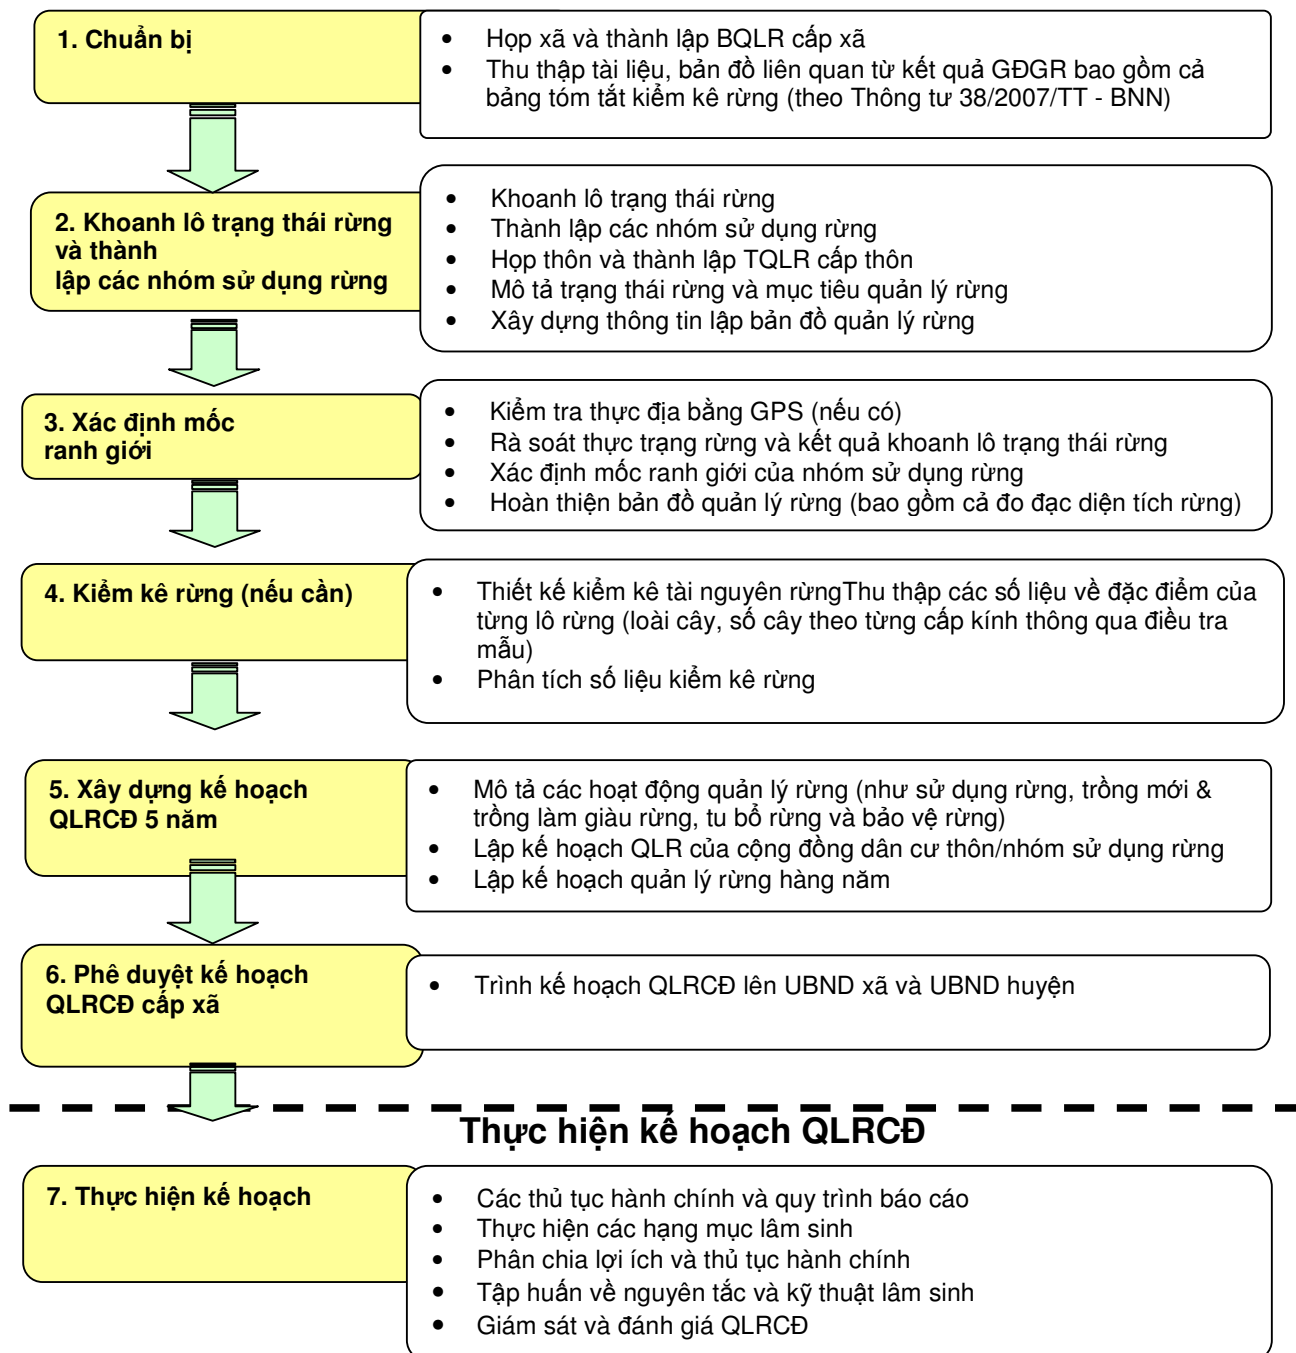 1. Chuẩn bị
• Họp xã và thành lập BQLR cấp xã
• Thu thập tài liệu, bản đồ liên quan từ kết quả GĐGR bao gồm cả
bảng tóm tắt kiểm kê rừng (theo Thông tư 38/2007/TT - BNN)
2. Khoanh lô trạng thái rừng
và thành
lập các nhóm sử dụng rừng
• Khoanh lô trạng thái rừng
• Thành lập các nhóm sử dụng rừng
• Họp thôn và thành lập TQLR cấp thôn
• Mô tả trạng thái rừng và mục tiêu quản lý rừng
• Xây dựng thông tin lập bản đồ quản lý rừng
3. Xác định mốc
ranh giới
• Kiểm tra thực địa bằng GPS (nếu có)
• Rà soát thực trạng rừng và kết quả khoanh lô trạng thái rừng
• Xác định mốc ranh giới của nhóm sử dụng rừng
• Hoàn thiện bản đồ quản lý rừng (bao gồm cả đo đạc diện tích rừng)
4. Kiểm kê rừng (nếu cần)
• Thiết kế kiểm kê tài nguyên rừngThu thập các số liệu về đặc điểm của
từng lô rừng (loài cây, số cây theo từng cấp kính thông qua điều tra
mẫu)
• Phân tích số liệu kiểm kê rừng
5. Xây dựng kế hoạch
QLRCĐ 5 năm
• Mô tả các hoạt động quản lý rừng (như sử dụng rừng, trồng mới &
trồng làm giàu rừng, tu bổ rừng và bảo vệ rừng)
• Lập kế hoạch QLR của cộng đồng dân cư thôn/nhóm sử dụng rừng
• Lập kế hoạch quản lý rừng hàng năm
6. Phê duyệt kế hoạch
QLRCĐ cấp xã
• Trình kế hoạch QLRCĐ lên UBND xã và UBND huyện
Thực hiện kế hoạch QLRCĐ
7. Thực hiện kế hoạch
• Các thủ tục hành chính và quy trình báo cáo
• Thực hiện các hạng mục lâm sinh
• Phân chia lợi ích và thủ tục hành chính
• Tập huấn về nguyên tắc và kỹ thuật lâm sinh
• Giám sát và đánh giá QLRCĐ